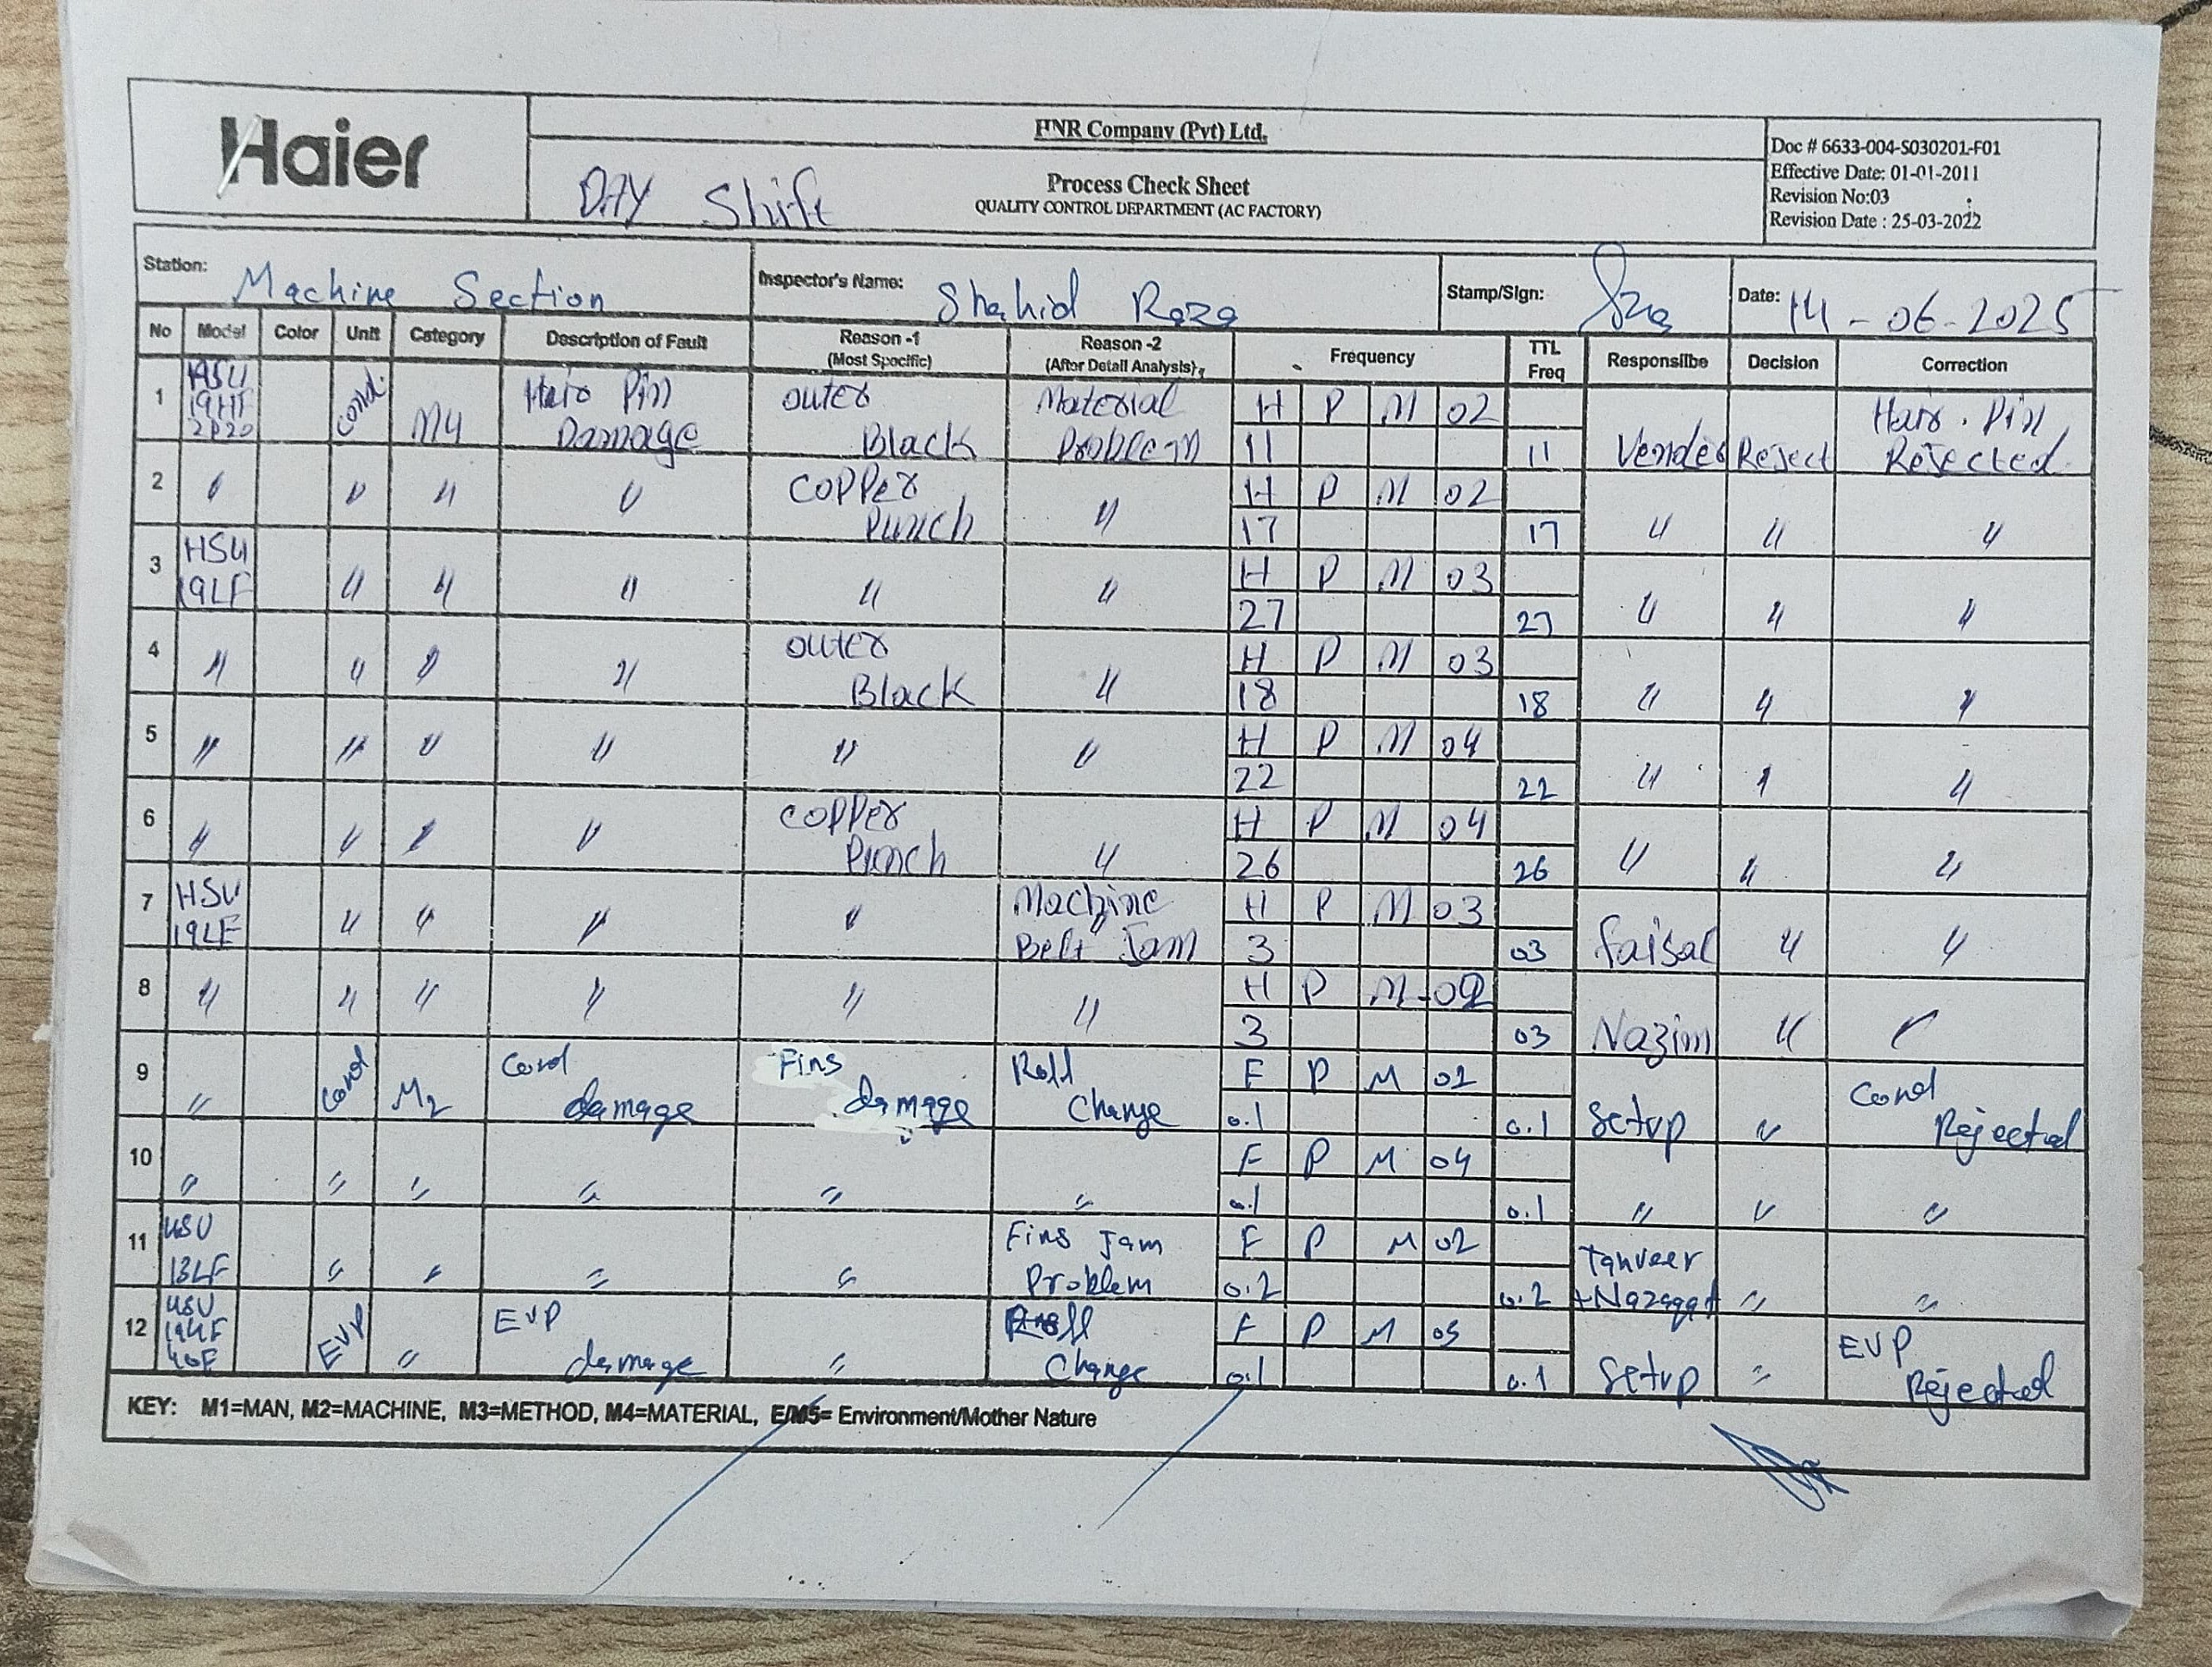 Haier
HNR Company (Pvt) Ltd.
DAY Shift
Process Check Sheet
QUALITY CONTROL DEPARTMENT (AC FACTORY)
Doc # 6633-004-S030201-F01
Effective Date: 01-01-2011
Revision No:03
Revision Date : 25-03-2022
Station: Machine Section Inspector's Name: Shahid Raza Stamp/Sign: Date: 14-06-2025
No Model Color Unit Category Description of Fault Reason -1 (Most Spocific) Reason -2 (After Detail Analysis) Frequency TTL Freq Responsilbe Decision Correction
1 HSU 19HF cond. M4 Hair Pin Damage outer Black Material Problem H P M 02 11 11 Vender Reject Hair. Pin Rejected
2 〃 〃 〃 〃 copper Punch 〃 H P M 02 17 17 〃 〃 〃
3 HSU 19LF 〃 〃 〃 〃 〃 H P M 03 27 27 〃 〃 〃
4 〃 〃 〃 〃 outer Black 〃 H P M 03 18 18 〃 〃 〃
5 〃 〃 〃 〃 〃 〃 H P M 04 22 22 〃 〃 〃
6 〃 〃 〃 〃 copper Punch 〃 H P M 04 26 26 〃 〃 〃
7 HSU 19LF 〃 〃 〃 〃 Machine Belt Jam H P M 03 3 03 faisal 〃 〃
8 〃 〃 〃 〃 〃 〃 H P M 3 03 Nazim 〃 〃
9 〃 Cond M2 Cond damage Fins damage Roll Change F P M 02 0.1 0.1 Setup 〃 Cond Rejected
10 〃 〃 〃 〃 〃 〃 F P M 04 0.1 0.1 〃 〃 〃
11 HSU 13LF 〃 〃 〃 〃 Fins Jam Problem F P M 02 0.2 0.2 Tanveer 〃 〃
12 HSU EVP 〃 EVP damage 〃 Roll Change F P M 05 0.1 0.1 Setup 〃 EVP Rejected
KEY: M1=MAN, M2=MACHINE, M3=METHOD, M4=MATERIAL, E/M5= Environment/Mother Nature